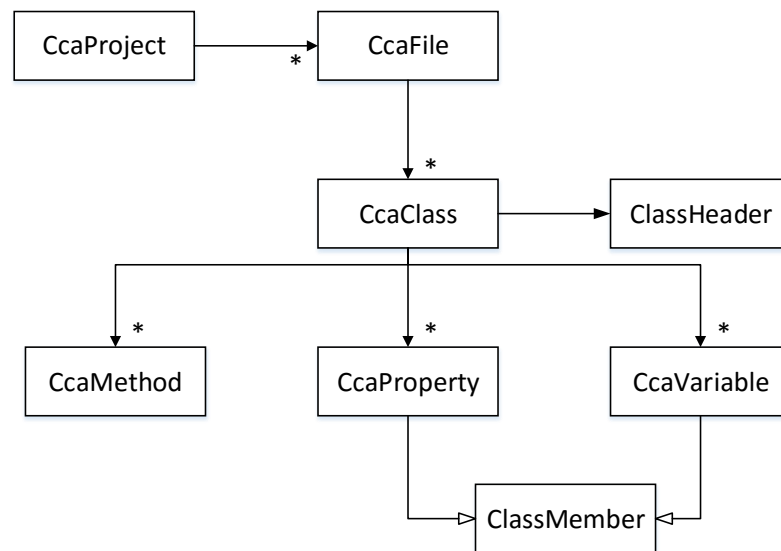 CcaProject
CcaFile
*
*
CcaClass
ClassHeader
*
*
*
CcaMethod
CcaProperty
CcaVariable
ClassMember